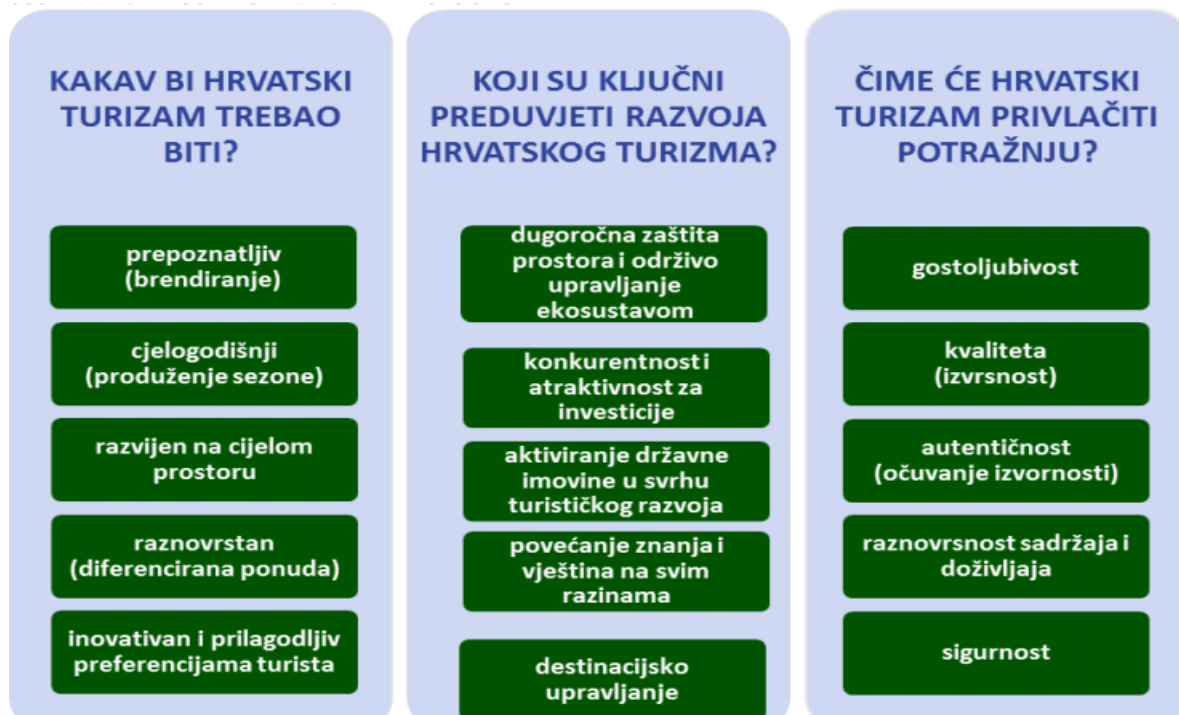 KAKAV BI HRVATSKI
TURIZAM TREBAO
BITI?
prepoznatljiv
(brendiranje)
cjelogodišnji
(produženje sezone)
razvijen na cijelom
prostoru
raznovrstan
(diferencirana ponuda)
inovativan i prilagodljiv
preferencijama turista
KOJI SU KLJUČNI
PREDUVJETI RAZVOJA
HRVATSKOG TURIZMA?
dugoročna zaštita
prostora i održivo
upravljanje
ekosustavom
konkurentnost i
atraktivnost za
investicije
aktiviranje državne
imovine u svrhu
turističkog razvoja
povećanje znanja i
vještina na svim
razinama
destinacijsko
upravljanje
ČIME ĆE HRVATSKI
TURIZAM PRIVLAČITI
POTRAŽNJU?
gostoljubivost
kvaliteta
(izvrsnost)
autentičnost
(očuvanje izvornosti)
raznovrsnost sadržaja i
doživljaja
sigurnost